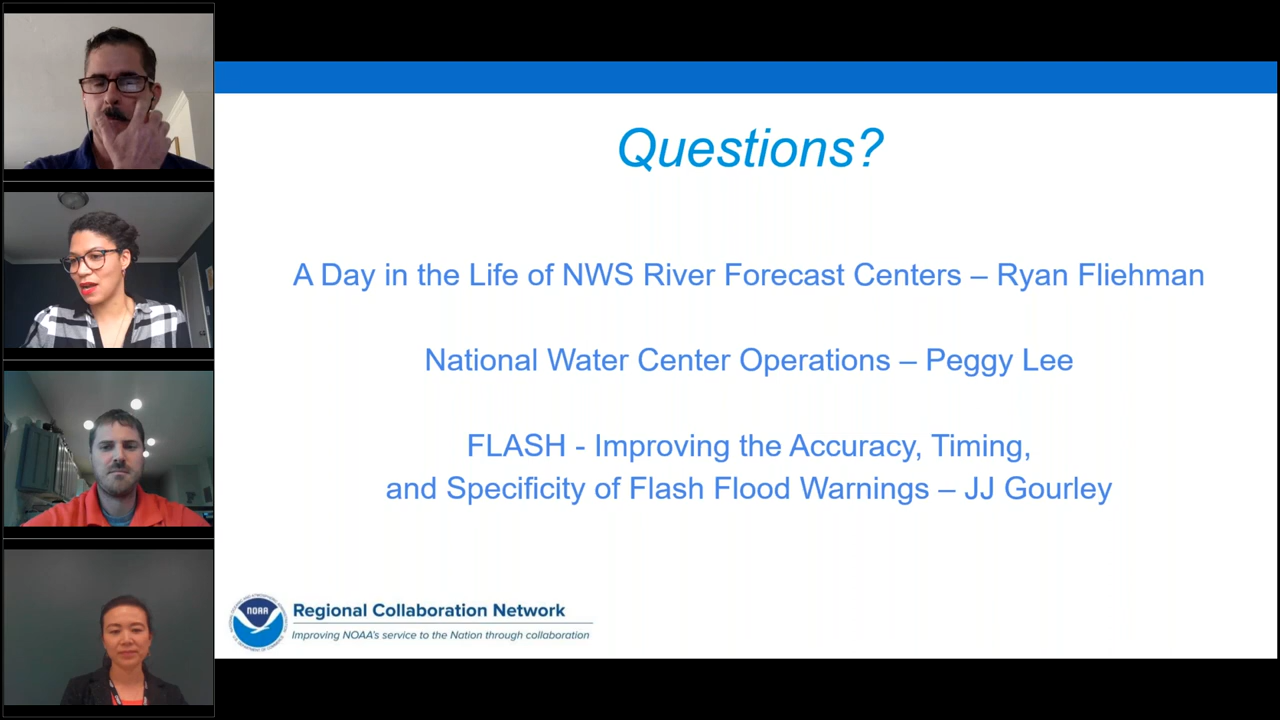 Questions?
A Day in the Life of NWS River Forecast Centers – Ryan Fliehman
National Water Center Operations – Peggy Lee
FLASH - Improving the Accuracy, Timing,
and Specificity of Flash Flood Warnings – JJ Gourley
NOAA
Regional Collaboration Network
Improving NOAA's service to the Nation through collaboration